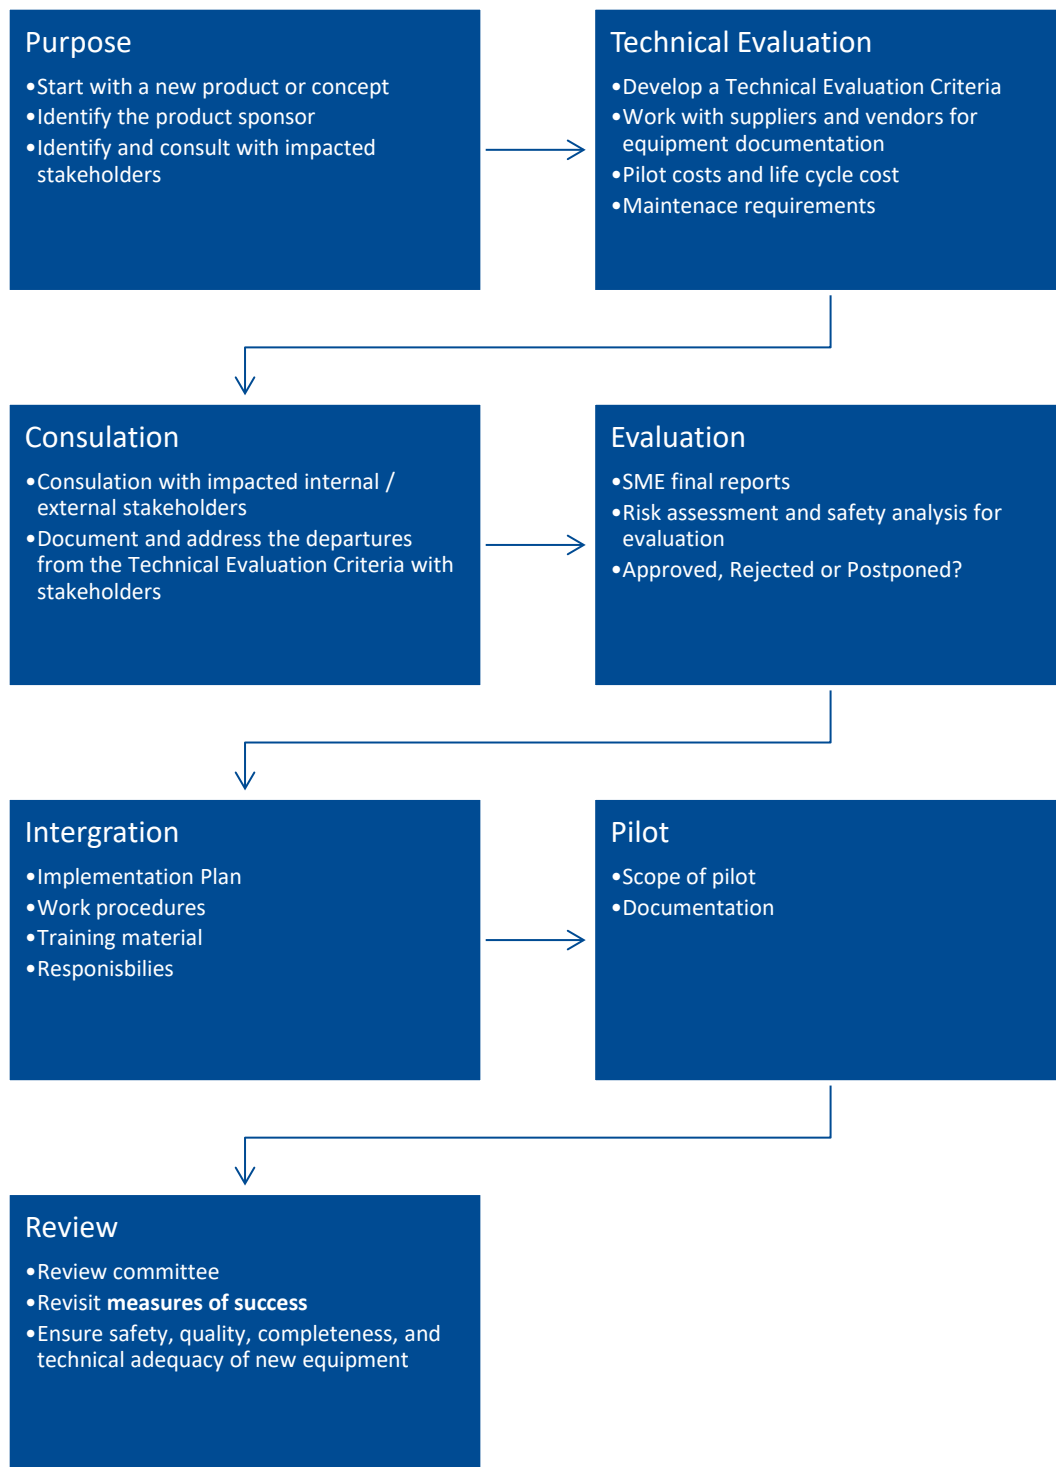 Purpose
•Start with a new product or concept
•Identify the product sponsor
•Identify and consult with impacted
stakeholders
Technical Evaluation
•Develop a Technical Evaluation Criteria
•Work with suppliers and vendors for
equipment documentation
•Pilot costs and life cycle cost
•Maintenace requirements
Consulation
•Consulation with impacted internal /
external stakeholders
•Document and address the departures
from the Technical Evaluation Criteria with
stakeholders
Evaluation
•SME final reports
•Risk assessment and safety analysis for
evaluation
•Approved, Rejected or Postponed?
Intergration
•Implementation Plan
•Work procedures
•Training material
•Responisbilies
Pilot
•Scope of pilot
•Documentation
Review
•Review committee
•Revisit measures of success
•Ensure safety, quality, completeness, and
technical adequacy of new equipment